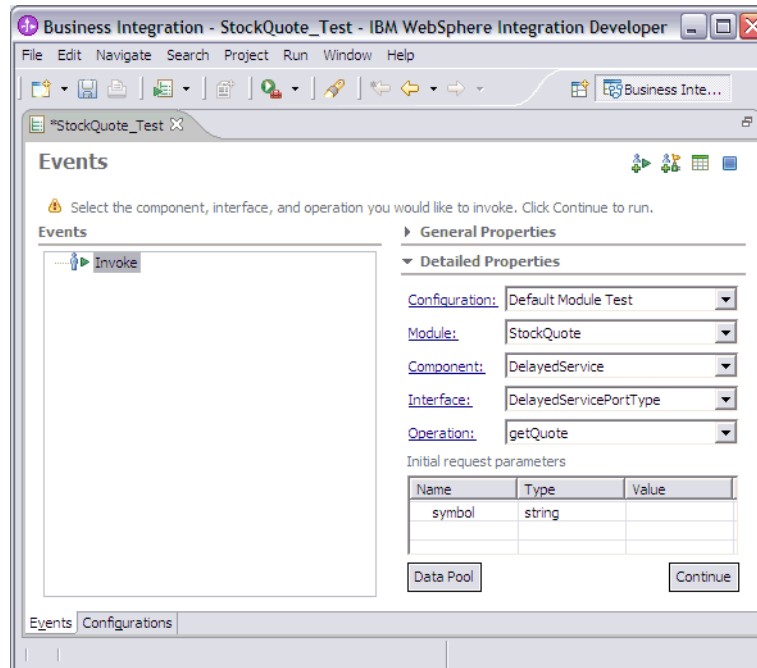 Business Integration - StockQuote_Test - IBM WebSphere Integration Developer
File Edit Navigate Search Project Run Window Help
Business Inte...
*StockQuote_Test
Events
Select the component, interface, and operation you would like to invoke. Click Continue to run.
Events
General Properties
Invoke
Detailed Properties
Configuration: Default Module Test
Module: StockQuote
Component: DelayedService
Interface: DelayedServicePortType
Operation: getQuote
Initial request parameters
Name Type Value
symbol string
Data Pool Continue
Events Configurations